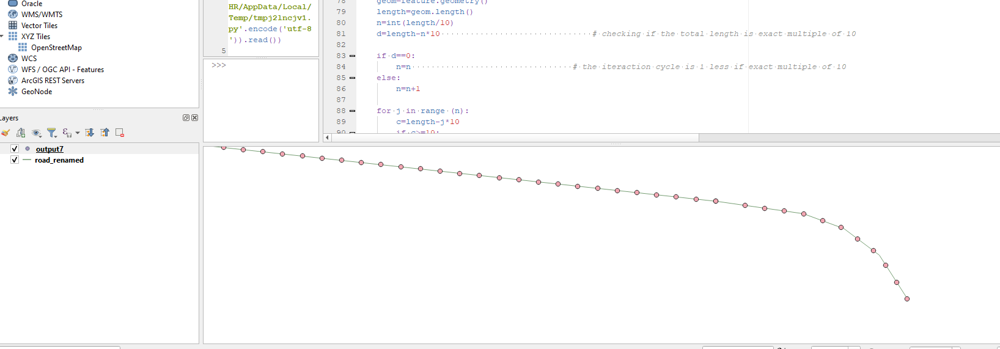 Oracle
WMS/WMTS
Vector Tiles
XYZ Tiles
OpenStreetMap
WCS
WFS / OGC API - Features
ArcGIS REST Servers
GeoNode
Layers
output7
road_renamed
HR/AppData/Local/
Temp/tmpj2lncjv1.
py'.encode('utf-8
')).read())
5
>>>
78 geom=feature.geometry()
79 length=geom.length()
80 n=int(length/10)
81 d=length-n*10 # checking if the total length is exact multiple of 10
82
83 if d==0:
84 n=n # the iteraction cycle is 1 less if exact multiple of 10
85 else:
86 n=n+1
87
88 for j in range (n):
89 c=length-j*10
90 if c>=10: